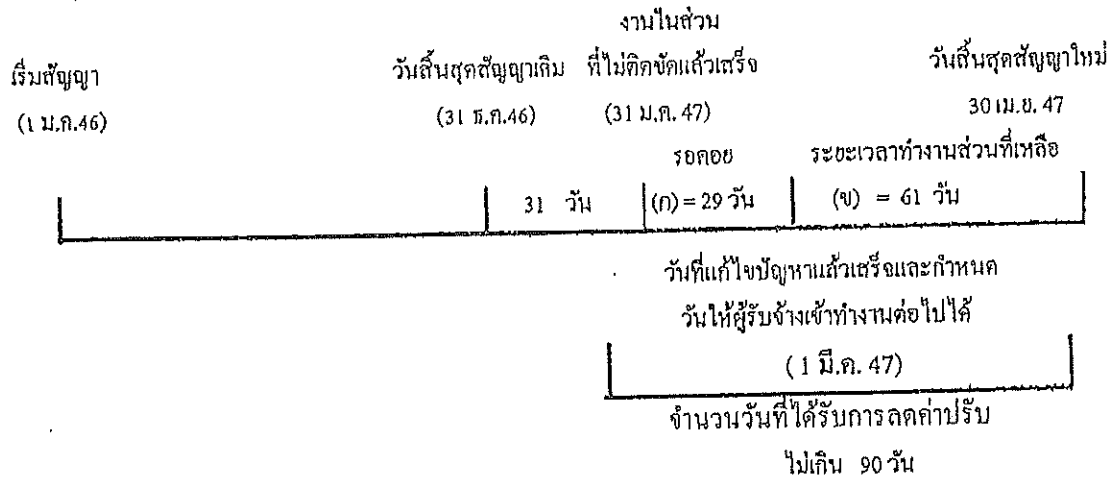 งานในส่วน
เริ่มสัญญา วันสิ้นสุดสัญญาเดิม ที่ไม่ติดขัดแล้วเสร็จ วันสิ้นสุดสัญญาใหม่
(1 ม.ค.46) (31 ธ.ค.46) (31 ม.ค. 47) 30 เม.ย. 47
รอคอย ระยะเวลาทำงานส่วนที่เหลือ
31 วัน (ก) = 29 วัน (ข) = 61 วัน
วันที่แก้ไขปัญหาแล้วเสร็จและกำหนด
วันให้ผู้รับจ้างเข้าทำงานต่อไปได้
( 1 มี.ค. 47)
จำนวนวันที่ได้รับการลดค่าปรับ
ไม่เกิน 90 วัน